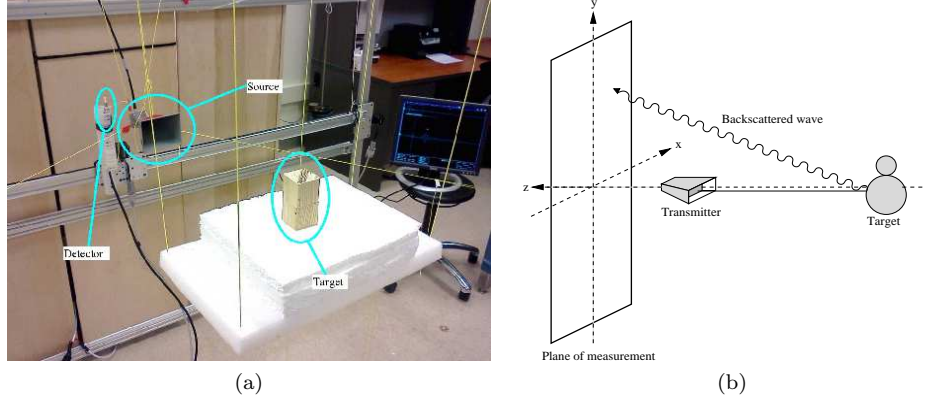 Source
Detector
Target
(a)
y
Backscattered wave
x
z
Transmitter
Target
Plane of measurement
(b)